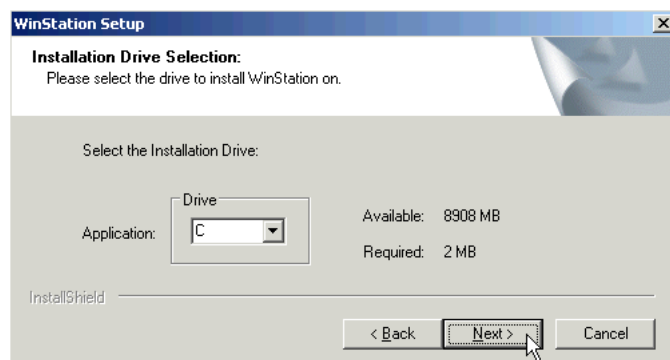 WinStation Setup
Installation Drive Selection:
Please select the drive to install WinStation on.
Select the Installation Drive:
Drive
Application: C
Available: 8908 MB
Required: 2 MB
InstallShield
< Back Next > Cancel